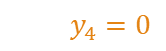 y₄ = 0